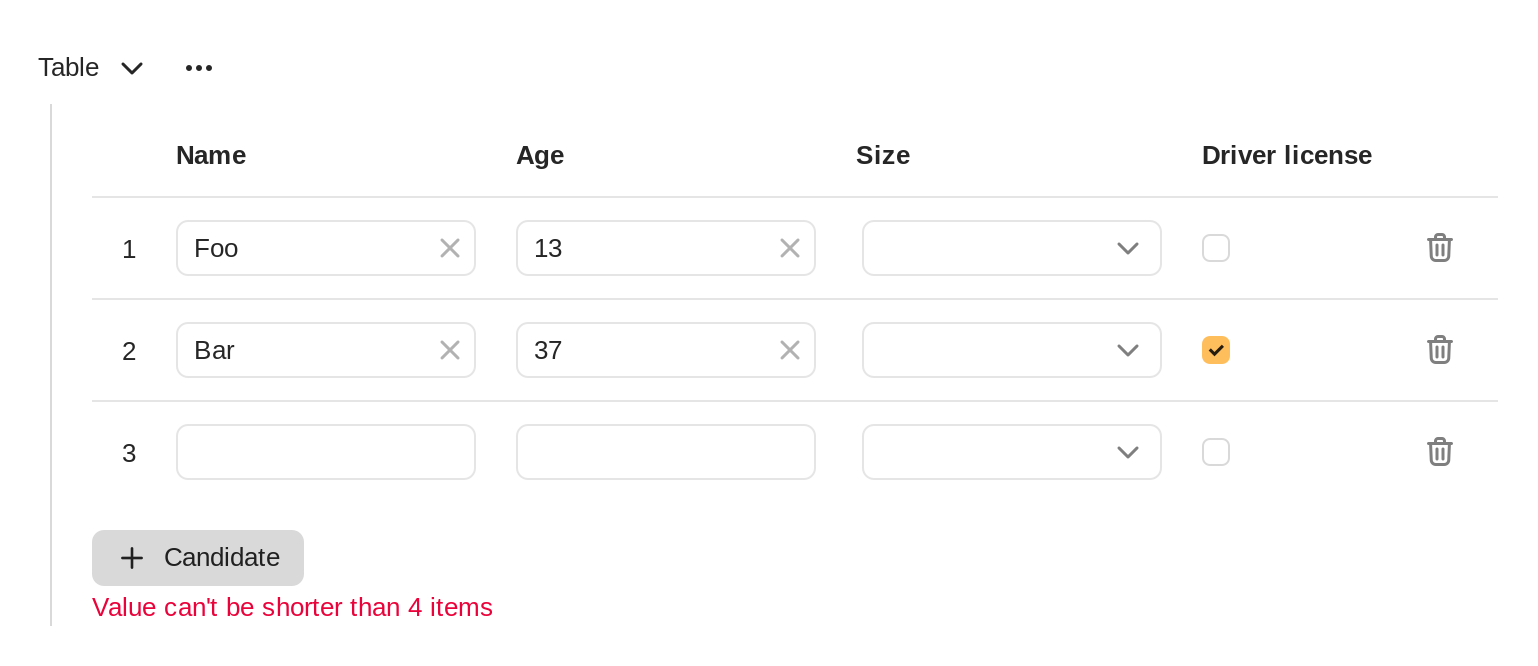 Table
Name Age Size Driver license
1 Foo 13
2 Bar 37
3
Candidate
Value can't be shorter than 4 items